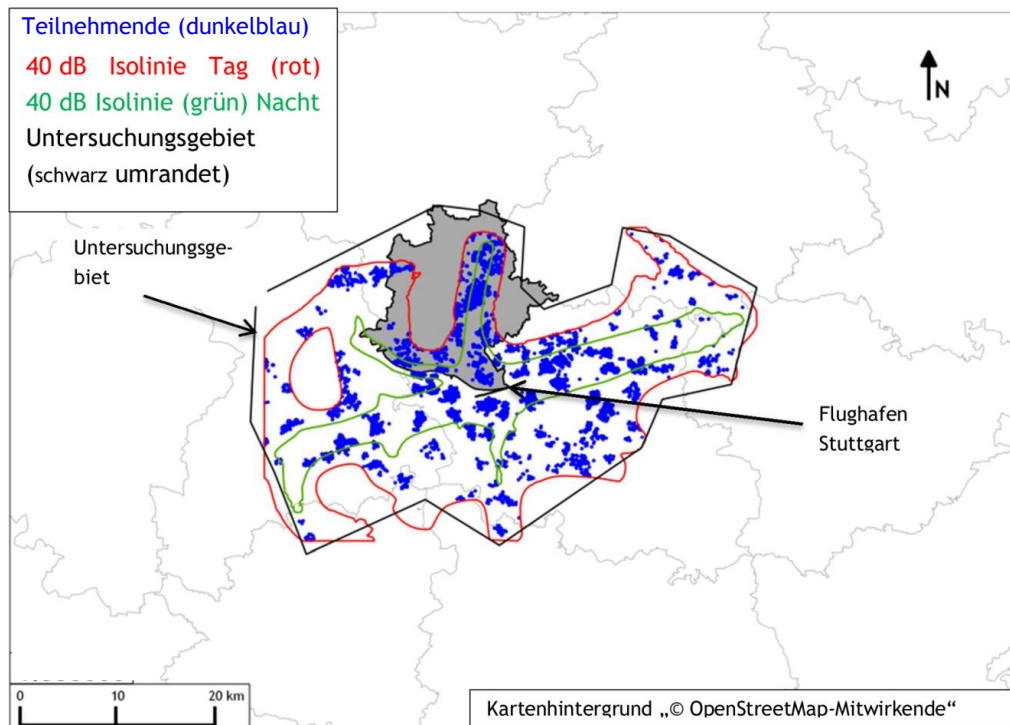 Teilnehmende (dunkelblau)
40 dB Isolinie Tag (rot)
40 dB Isolinie (grün) Nacht
Untersuchungsgebiet
(schwarz umrandet)
N
Untersuchungsge-
biet
Flughafen
Stuttgart
0 10 20 km
Kartenhintergrund „© OpenStreetMap-Mitwirkende“